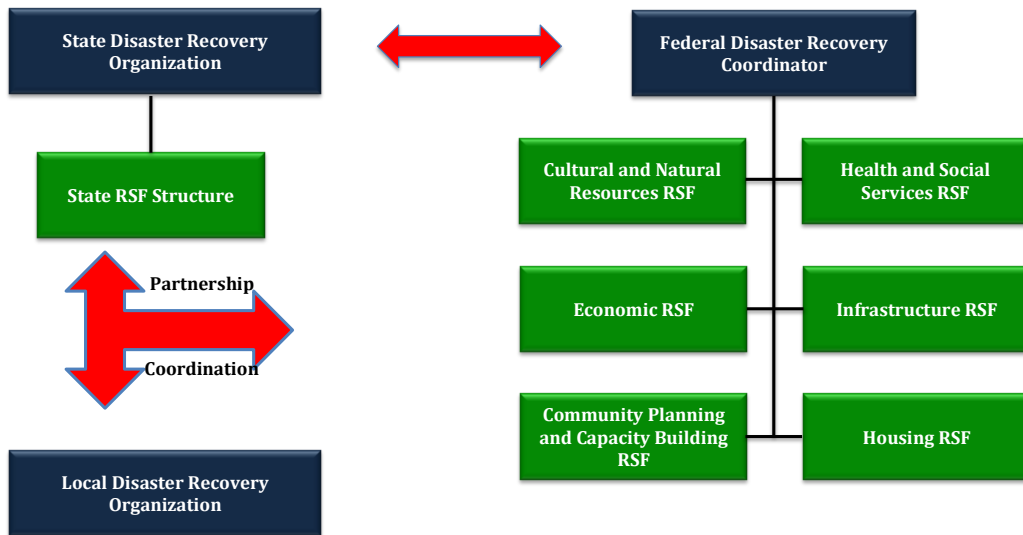 State Disaster Recovery
Organization
Federal Disaster Recovery
Coordinator
State RSF Structure
Cultural and Natural
Resources RSF
Health and Social
Services RSF
Partnership
Coordination
Economic RSF
Infrastructure RSF
Community Planning
and Capacity Building
RSF
Housing RSF
Local Disaster Recovery
Organization